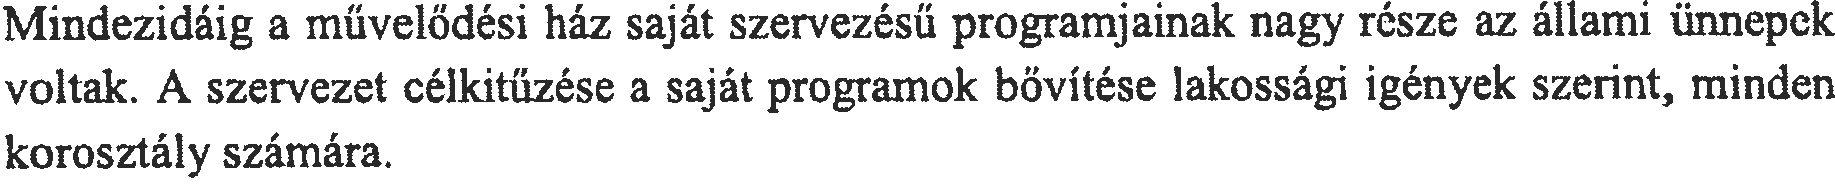 Mindezidáig a művelődési ház saját szervezésű programjainak nagy része az állami ünnepek
voltak. A szervezet célkitűzése a saját programok bővítése lakossági igények szerint, minden
korosztály számára.